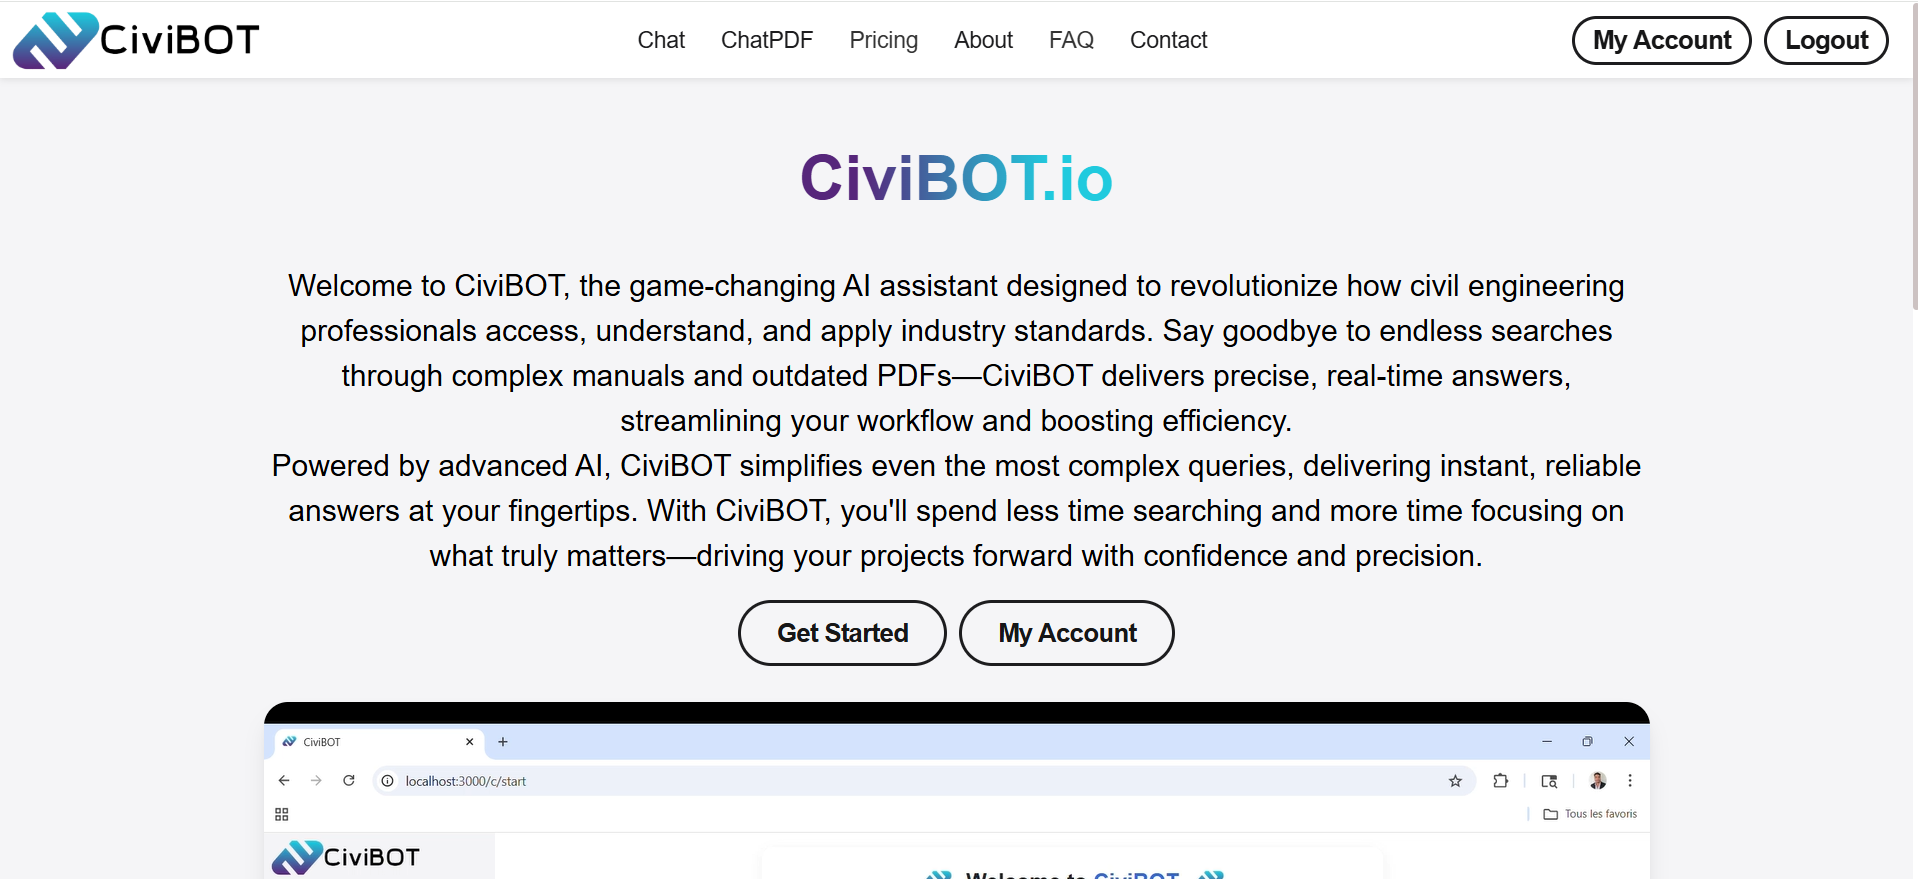 CiviBOT
Chat ChatPDF Pricing About FAQ Contact
My Account Logout
CiviBOT.io
Welcome to CiviBOT, the game-changing AI assistant designed to revolutionize how civil engineering
professionals access, understand, and apply industry standards. Say goodbye to endless searches
through complex manuals and outdated PDFs—CiviBOT delivers precise, real-time answers,
streamlining your workflow and boosting efficiency.
Powered by advanced AI, CiviBOT simplifies even the most complex queries, delivering instant, reliable
answers at your fingertips. With CiviBOT, you'll spend less time searching and more time focusing on
what truly matters—driving your projects forward with confidence and precision.
Get Started My Account
CiviBOT
localhost:3000/c/start
Tous les favoris
CiviBOT
Welcome to CiviBOT